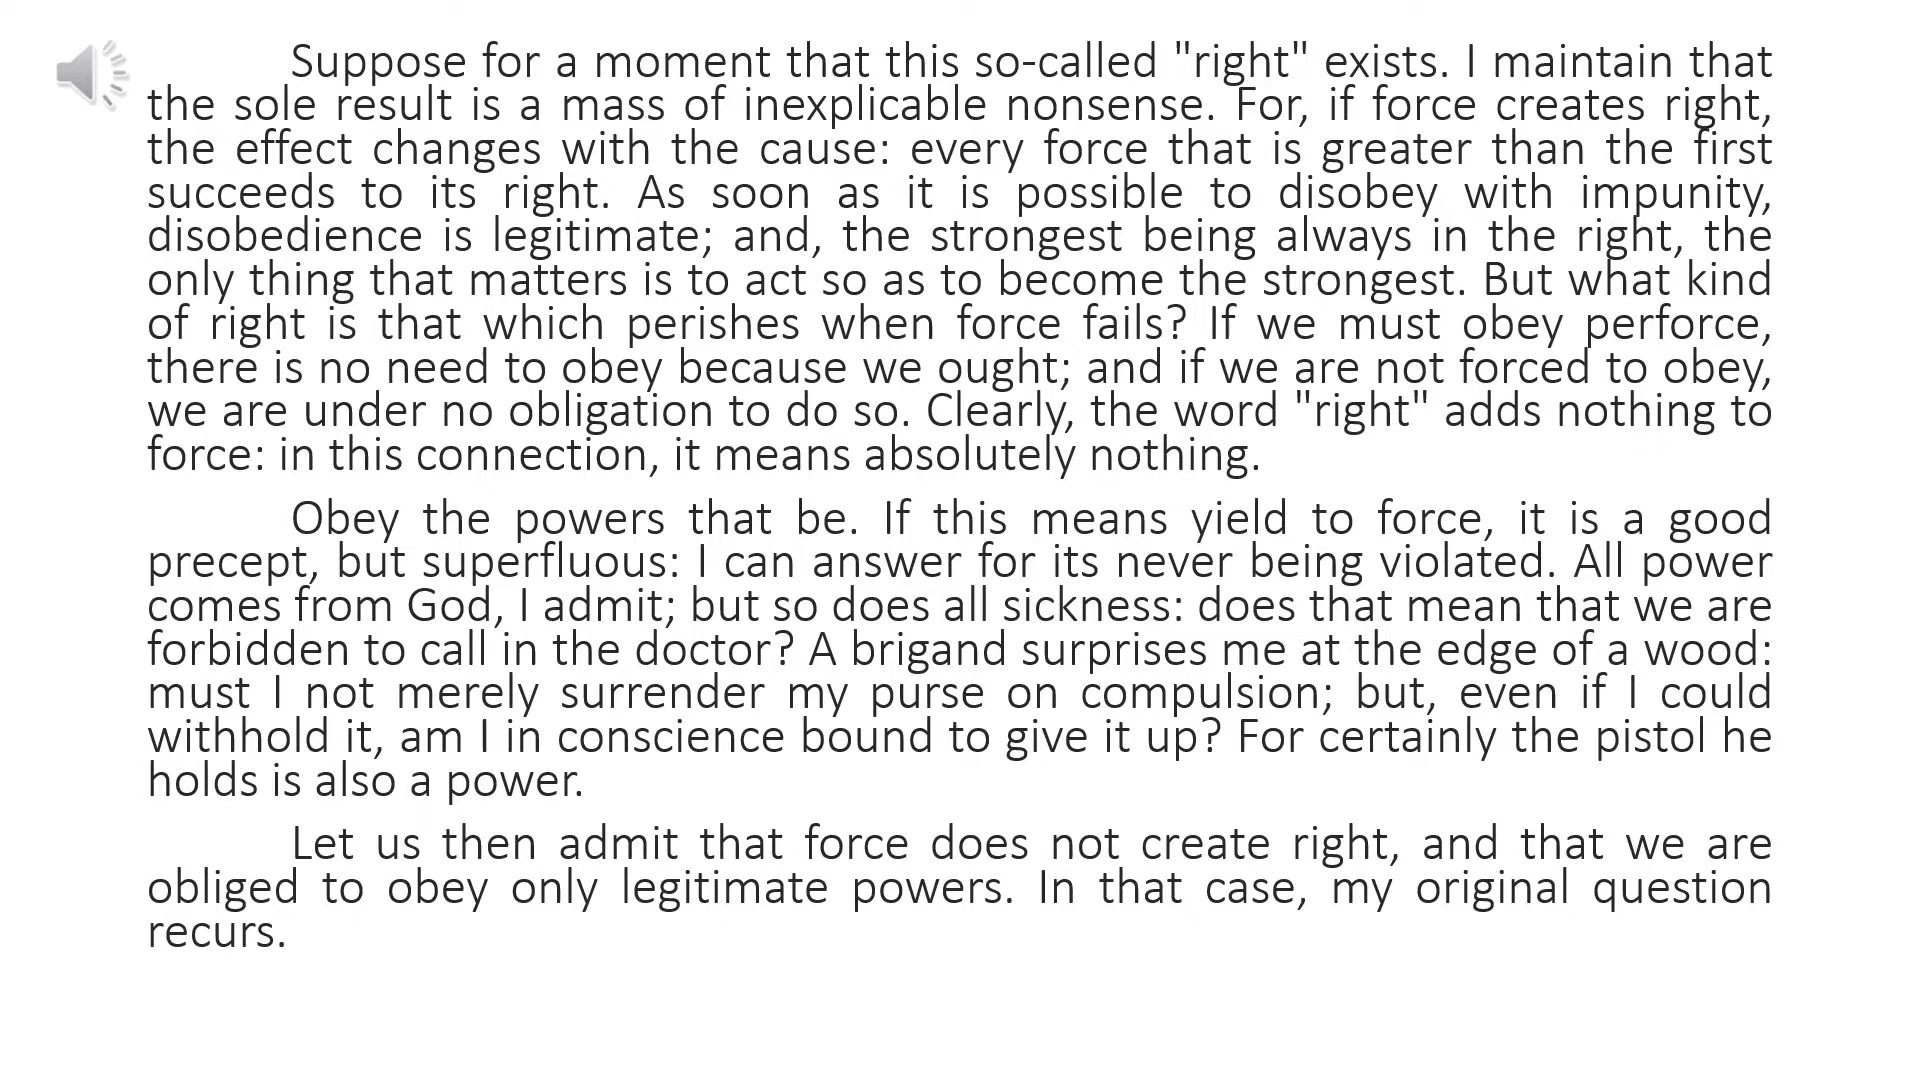 Suppose for a moment that this so-called "right" exists. I maintain that
the sole result is a mass of inexplicable nonsense. For, if force creates right,
the effect changes with the cause: every force that is greater than the first
succeeds to its right. As soon as it is possible to disobey with impunity,
disobedience is legitimate; and, the strongest being always in the right, the
only thing that matters is to act so as to become the strongest. But what kind
of right is that which perishes when force fails? If we must obey perforce,
there is no need to obey because we ought; and if we are not forced to obey,
we are under no obligation to do so. Clearly, the word "right" adds nothing to
force: in this connection, it means absolutely nothing.
Obey the powers that be. If this means yield to force, it is a good
precept, but superfluous: I can answer for its never being violated. All power
comes from God, I admit; but so does all sickness: does that mean that we are
forbidden to call in the doctor? A brigand surprises me at the edge of a wood:
must I not merely surrender my purse on compulsion; but, even if I could
withhold it, am I in conscience bound to give it up? For certainly the pistol he
holds is also a power.
Let us then admit that force does not create right, and that we are
obliged to obey only legitimate powers. In that case, my original question
recurs.